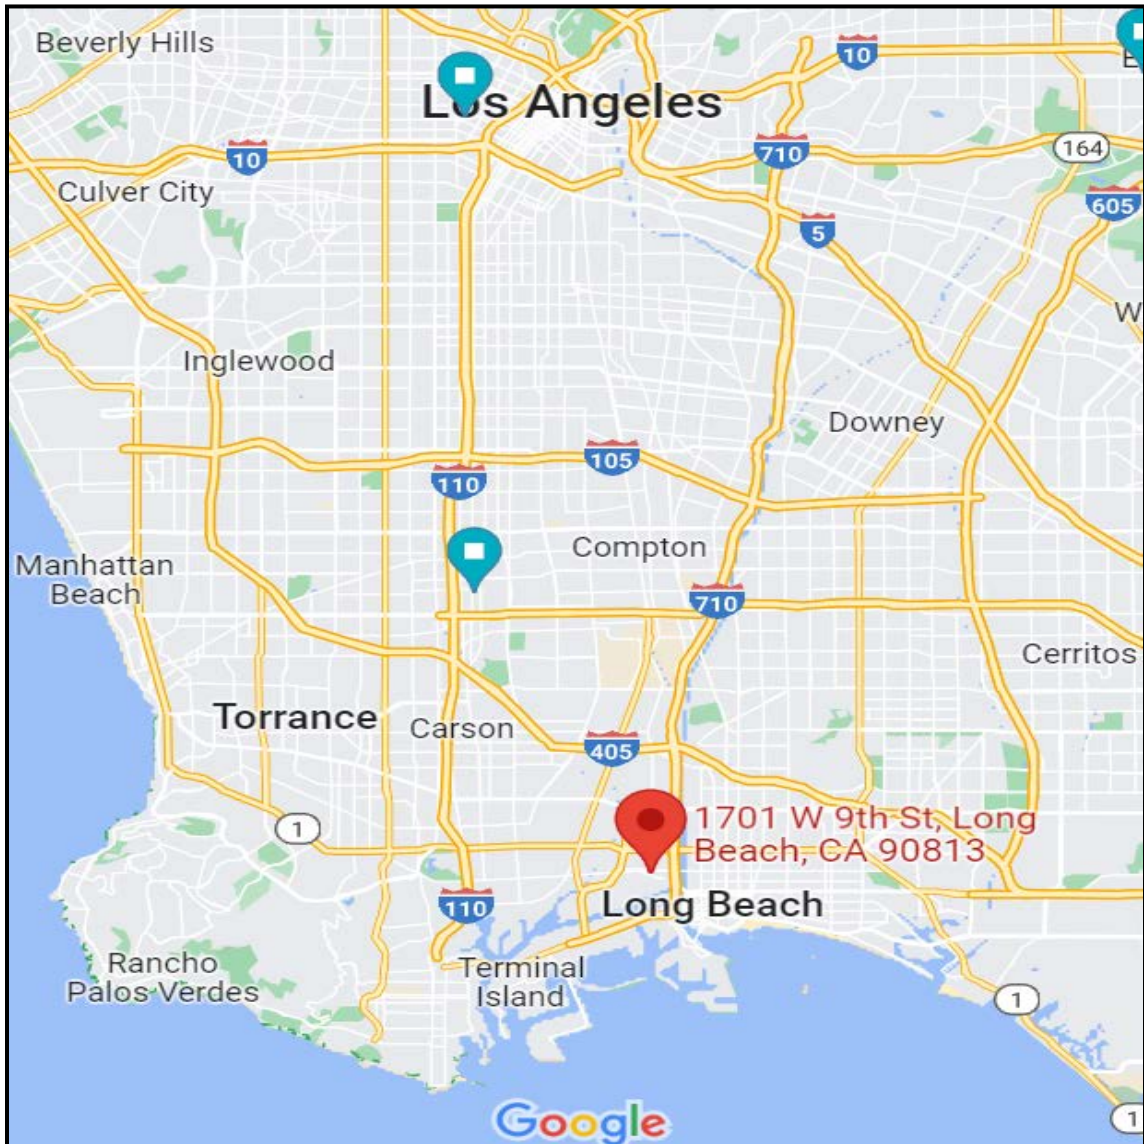 Beverly Hills
10
E
Los Angeles
10
710
164
Culver City
605
5
W
Inglewood
Downey
105
110
Compton
Manhattan
Beach
710
Cerritos
Torrance
Carson
405
1701 W 9th St, Long
Beach, CA 90813
1
110
Long Beach
Rancho
Palos Verdes
Terminal
Island
1
Google
1